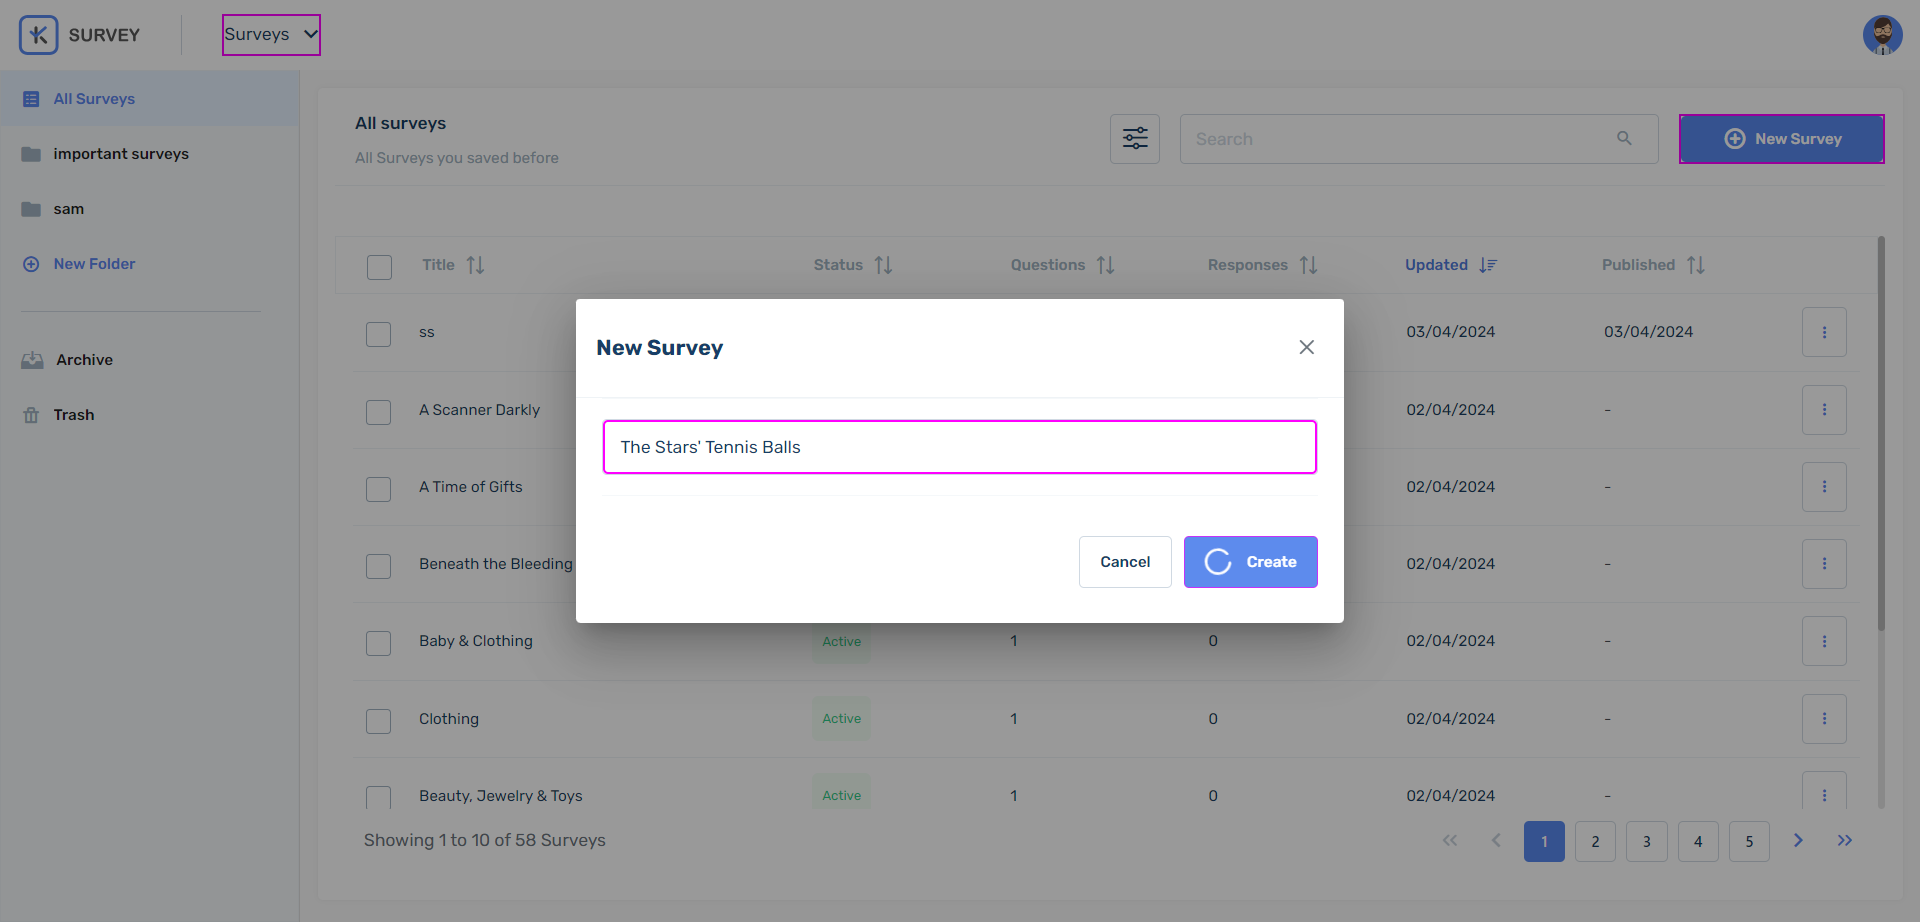 SURVEY
Surveys
All Surveys
important surveys
sam
New Folder
Archive
Trash
All surveys
All Surveys you saved before
Search
New Survey
Title Status Questions Responses Updated Published
ss 03/04/2024 03/04/2024
A Scanner Darkly 02/04/2024 -
A Time of Gifts 02/04/2024 -
Beneath the Bleeding 02/04/2024 -
Baby & Clothing Active 1 0 02/04/2024 -
Clothing Active 1 0 02/04/2024 -
Beauty, Jewelry & Toys Active 1 0 02/04/2024 -
Showing 1 to 10 of 58 Surveys
1 2 3 4 5
New Survey
The Stars' Tennis Balls
Cancel
Create